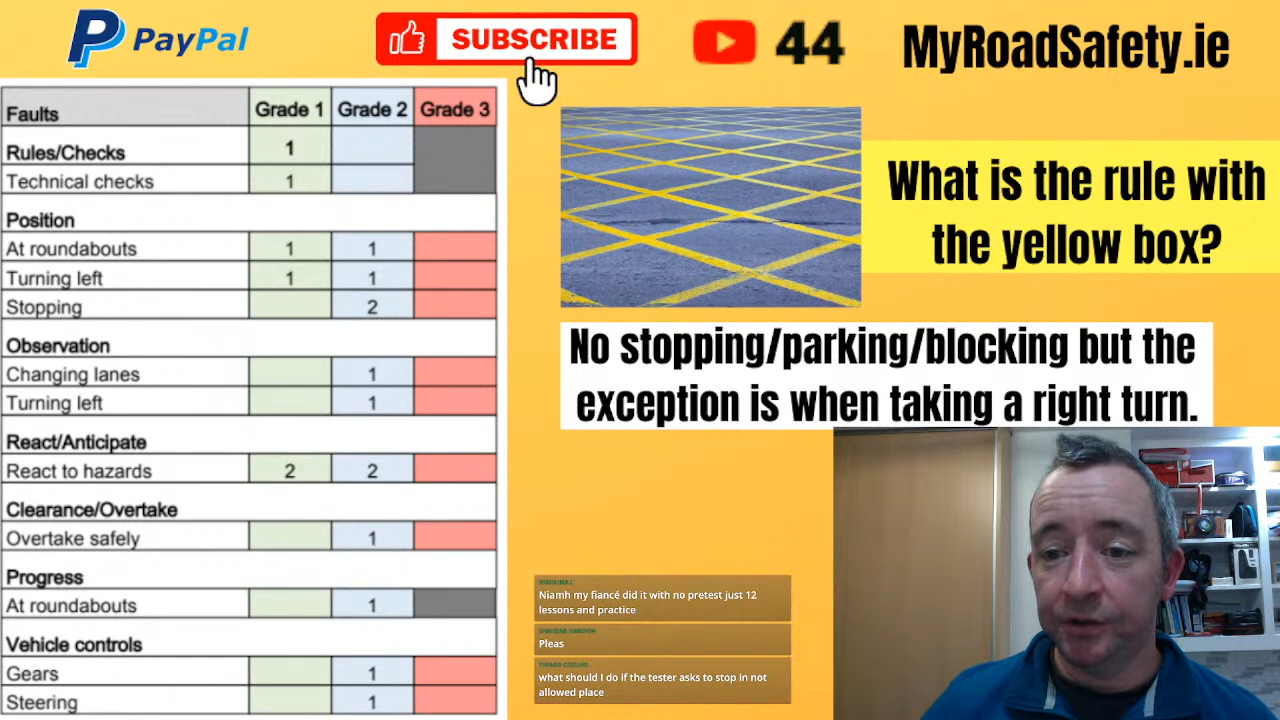 PayPal
SUBSCRIBE
44
MyRoadSafety.ie
Faults Grade 1 Grade 2 Grade 3
Rules/Checks 1
Technical checks 1
Position
At roundabouts 1 1
Turning left 1 1
Stopping 2
Observation
Changing lanes 1
Turning left 1
React/Anticipate
React to hazards 2 2
Clearance/Overtake
Overtake safely 1
Progress
At roundabouts 1
Vehicle controls
Gears 1
Steering 1
What is the rule with
the yellow box?
No stopping/parking/blocking but the
exception is when taking a right turn.
Niamh my fiancé did it with no pretest just 12
lessons and practice
Pleas
THIAGO COELHO
what should I do if the tester asks to stop in not
allowed place